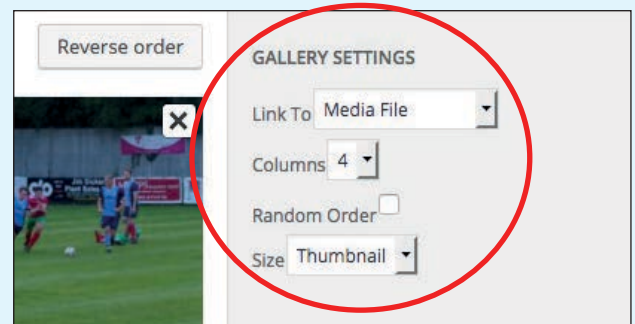 Reverse order
GALLERY SETTINGS
Link To Media File
Columns 4
Random Order
Size Thumbnail